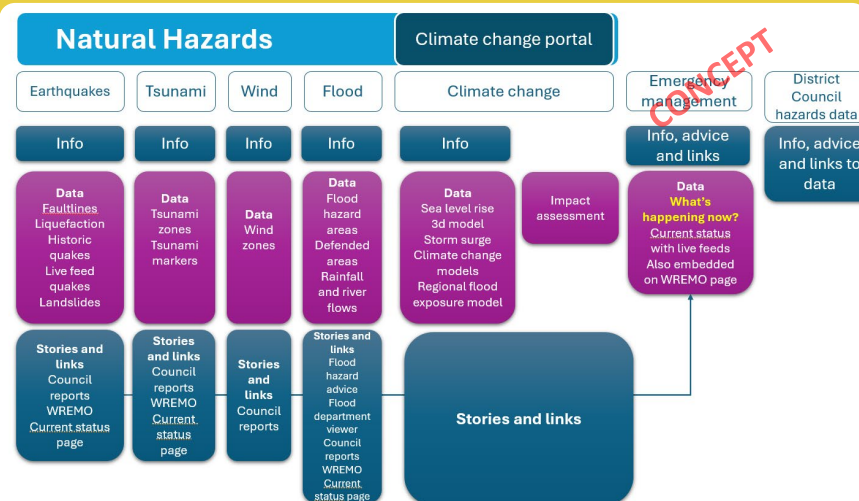 Natural Hazards
Climate change portal
CONCEPT
Earthquakes
Tsunami
Wind
Flood
Climate change
Emergency
management
District
Council
hazards data
Info
Info
Info
Info
Info
Info, advice
and links
Info, advice
and links to
data
Data
Faultlines
Liquefaction
Historic
quakes
Live feed
quakes
Landslides
Data
Tsunami
zones
Tsunami
markers
Data
Wind
zones
Data
Flood
hazard
areas
Defended
areas
Rainfall
and river
flows
Data
Sea level rise
3d model
Storm surge
Climate change
models
Regional flood
exposure model
Impact
assessment
Data
What's
happening now?
Current status
with live feeds
Also embedded
on WREMO page
Stories and
links
Council
reports
WREMO
Current status
page
Stories
and links
Council
reports
WREMO
Current
status
page
Stories
and
links
Council
reports
Stories and
links
Flood
hazard
advice
Flood
department
viewer
Council
reports
WREMO
Current
status page
Stories and links